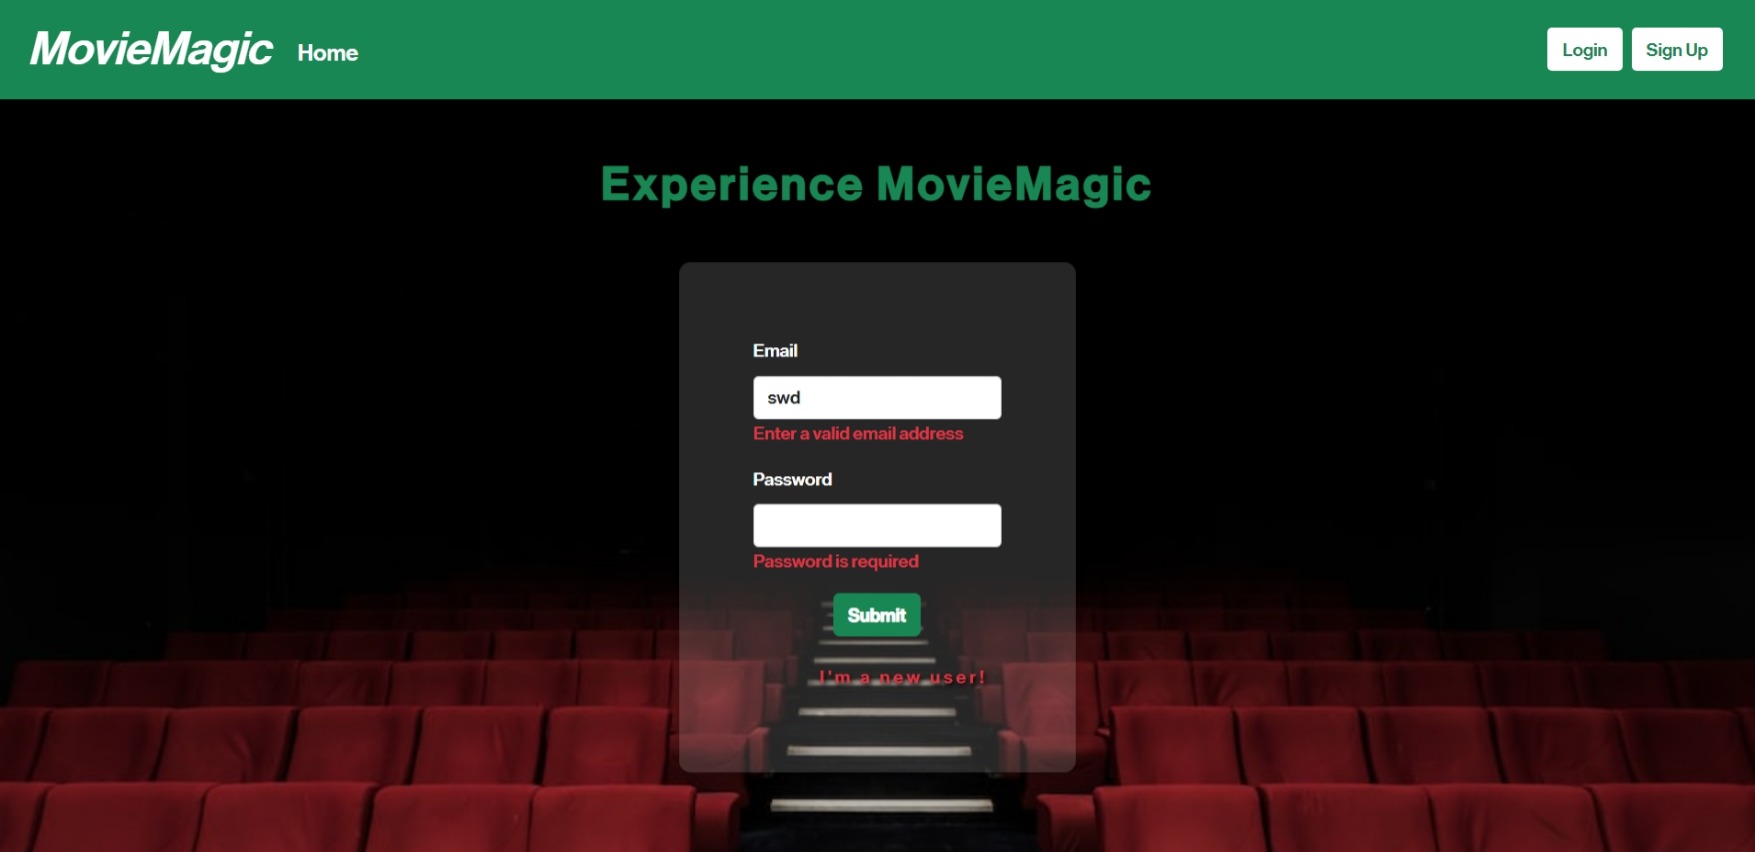 MovieMagic Home Login Sign Up
Experience MovieMagic
Email
swd
Enter a valid email address
Password
Password is required
Submit
I'm a new user!